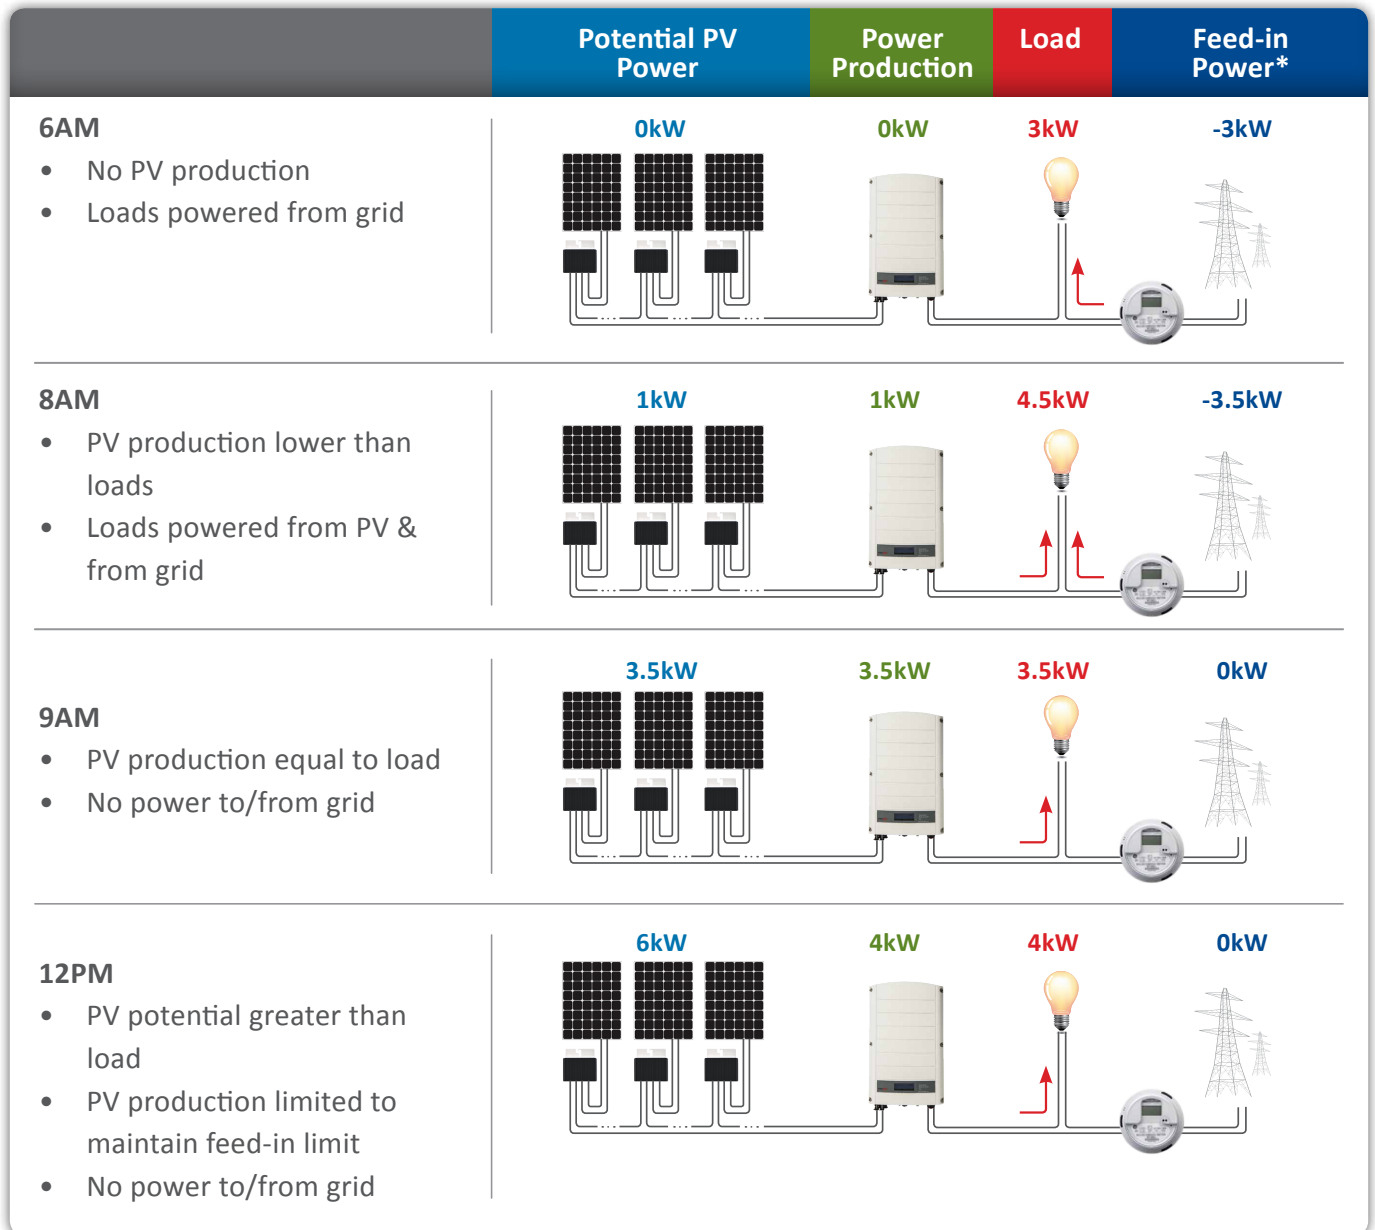 Potential PV
Power
Power
Production
Load
Feed-in
Power*
6AM
• No PV production
• Loads powered from grid
0kW
0kW
3kW
-3kW
8AM
• PV production lower than
loads
• Loads powered from PV &
from grid
1kW
1kW
4.5kW
-3.5kW
9AM
• PV production equal to load
• No power to/from grid
3.5kW
3.5kW
3.5kW
0kW
12PM
• PV potential greater than
load
• PV production limited to
maintain feed-in limit
• No power to/from grid
6kW
4kW
4kW
0kW